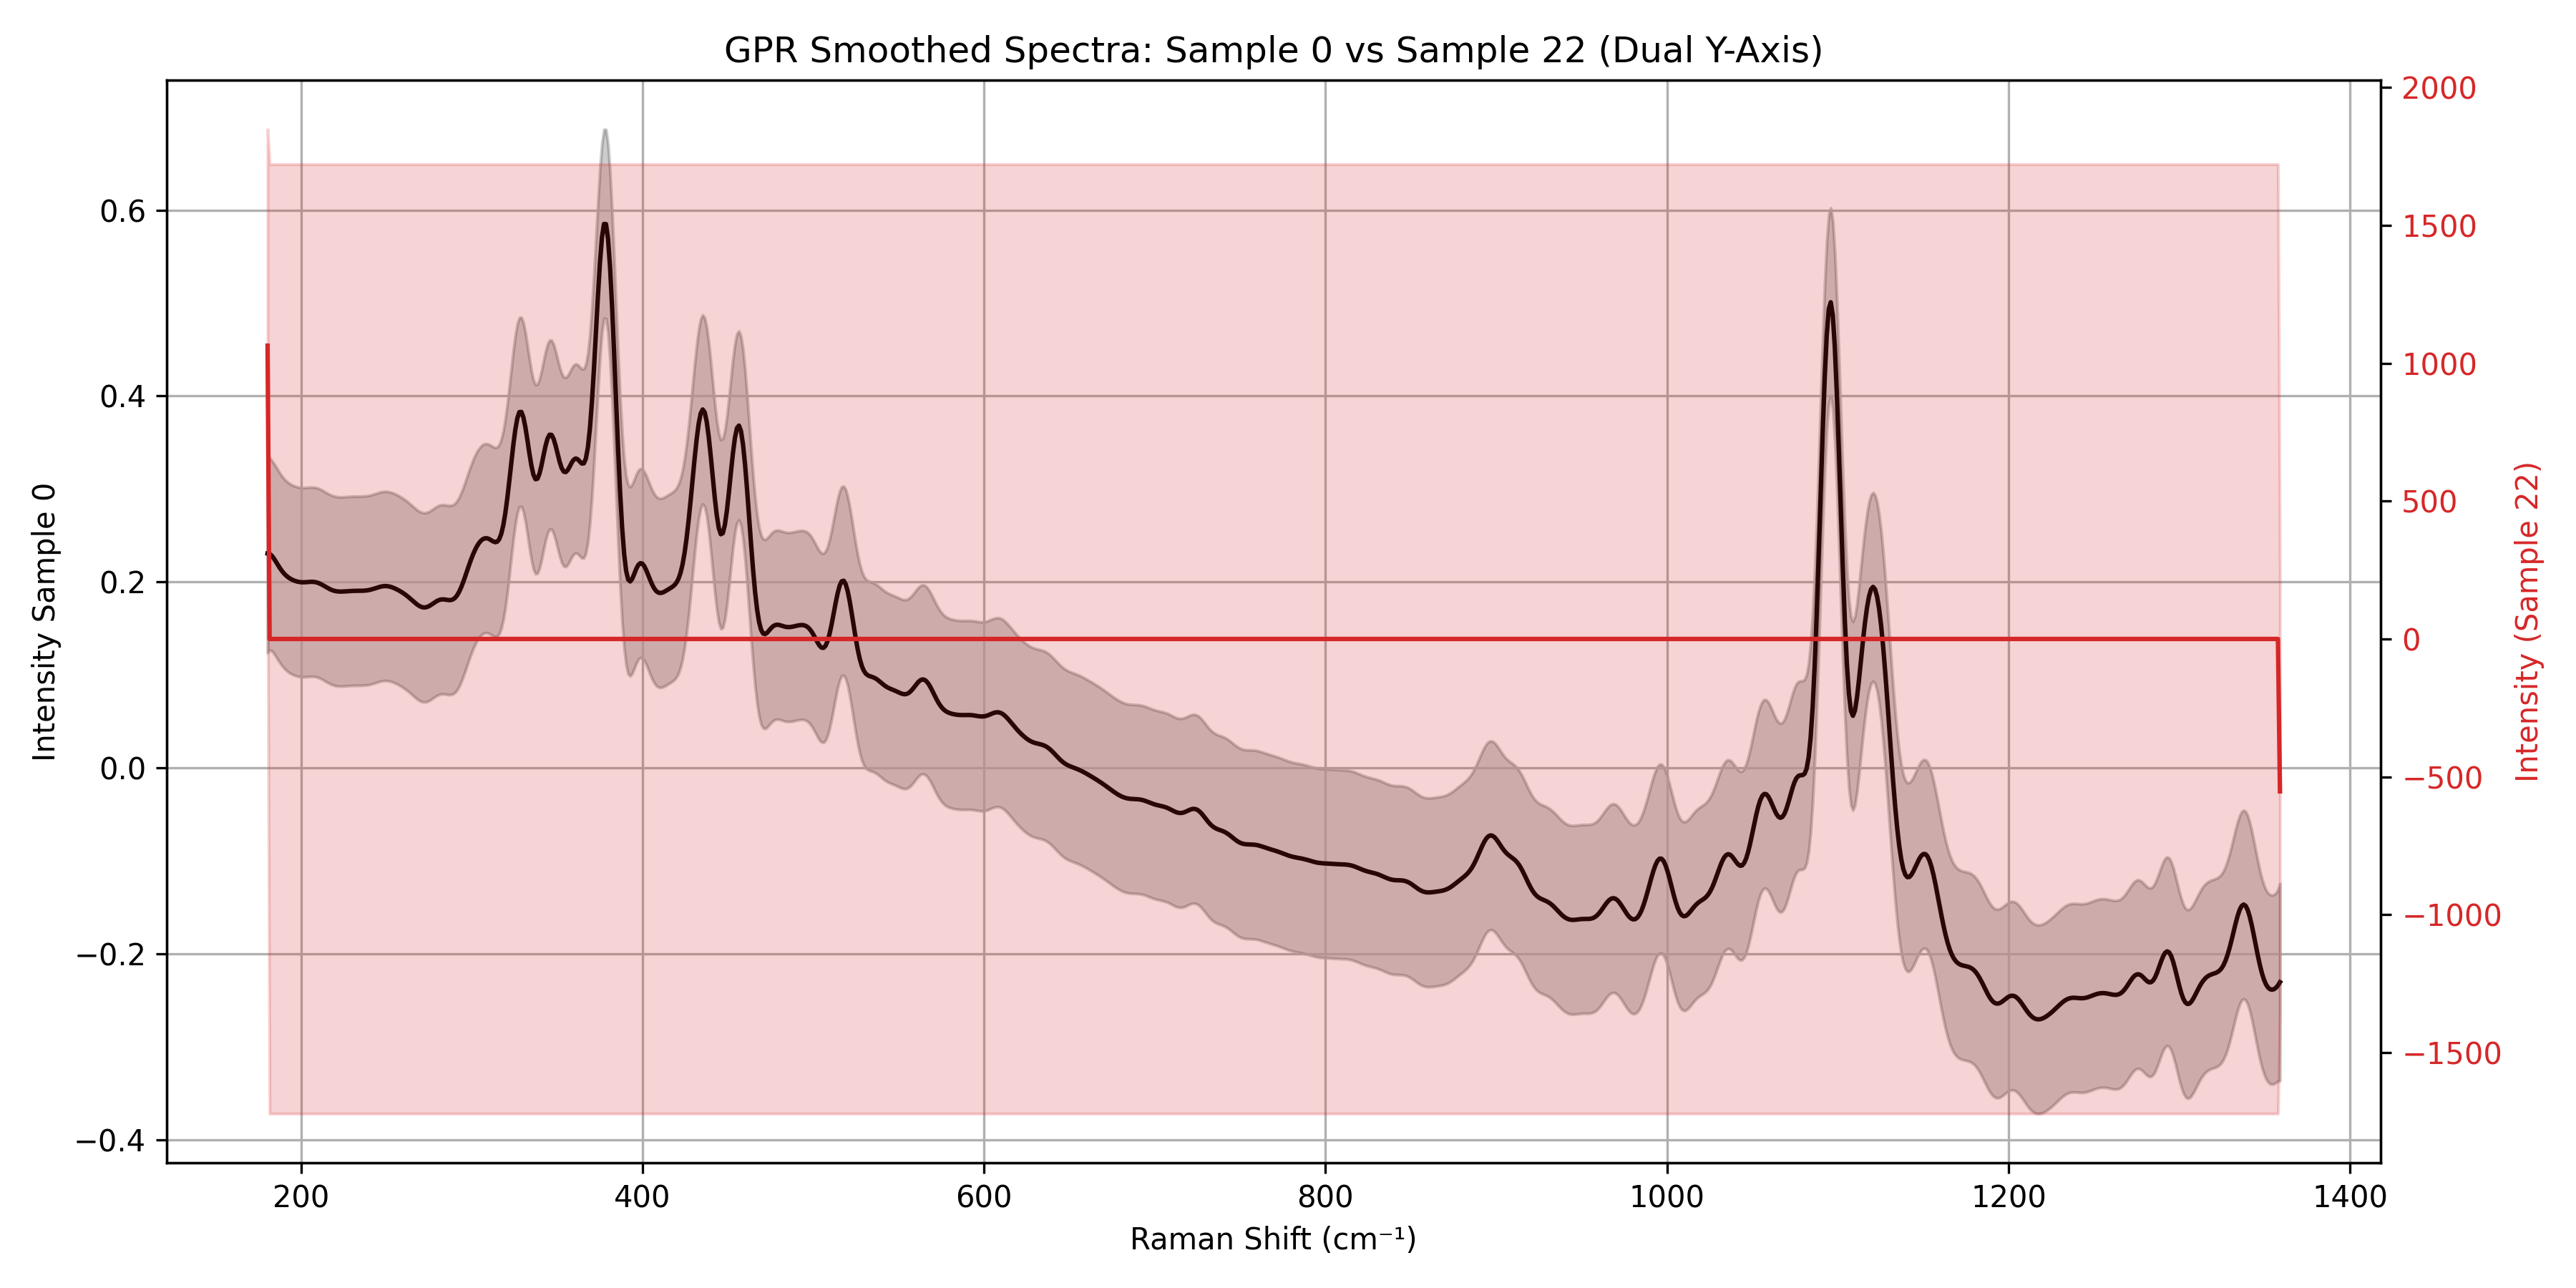 GPR Smoothed Spectra: Sample 0 vs Sample 22 (Dual Y-Axis)
Intensity Sample 0
0.6
0.4
0.2
0.0
−0.2
−0.4
2000
1500
1000
500
0
−500
−1000
−1500
Intensity (Sample 22)
200 400 600 800 1000 1200 1400
Raman Shift (cm⁻¹)